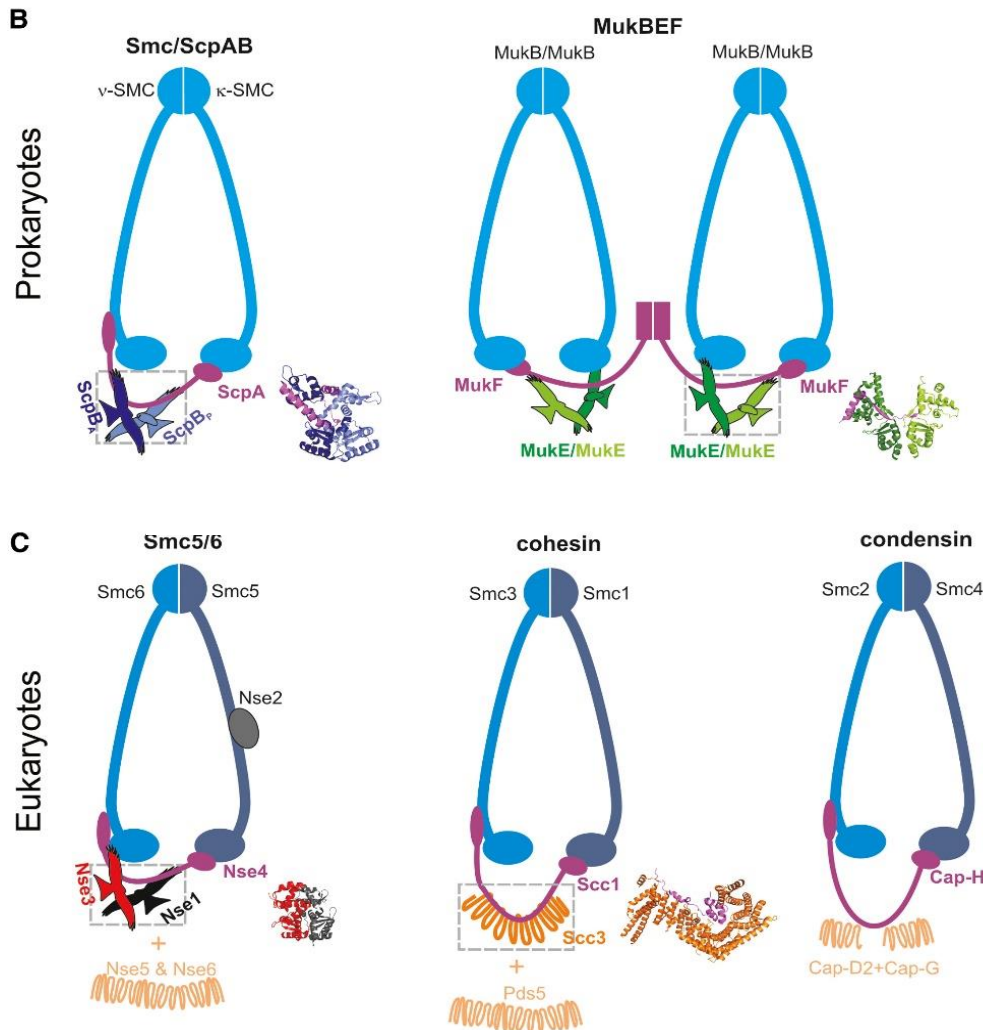 B
Prokaryotes
Smc/ScpAB
ν-SMC
κ-SMC
ScpA
ScpBA
ScpBP
MukBEF
MukB/MukB
MukB/MukB
MukF
MukF
MukE/MukE
MukE/MukE
C
Eukaryotes
Smc5/6
Smc6
Smc5
Nse2
Nse4
Nse3
Nse1
+
Nse5 & Nse6
cohesin
Smc3
Smc1
Scc1
Scc3
+
Pds5
condensin
Smc2
Smc4
Cap-H
Cap-D2+Cap-G